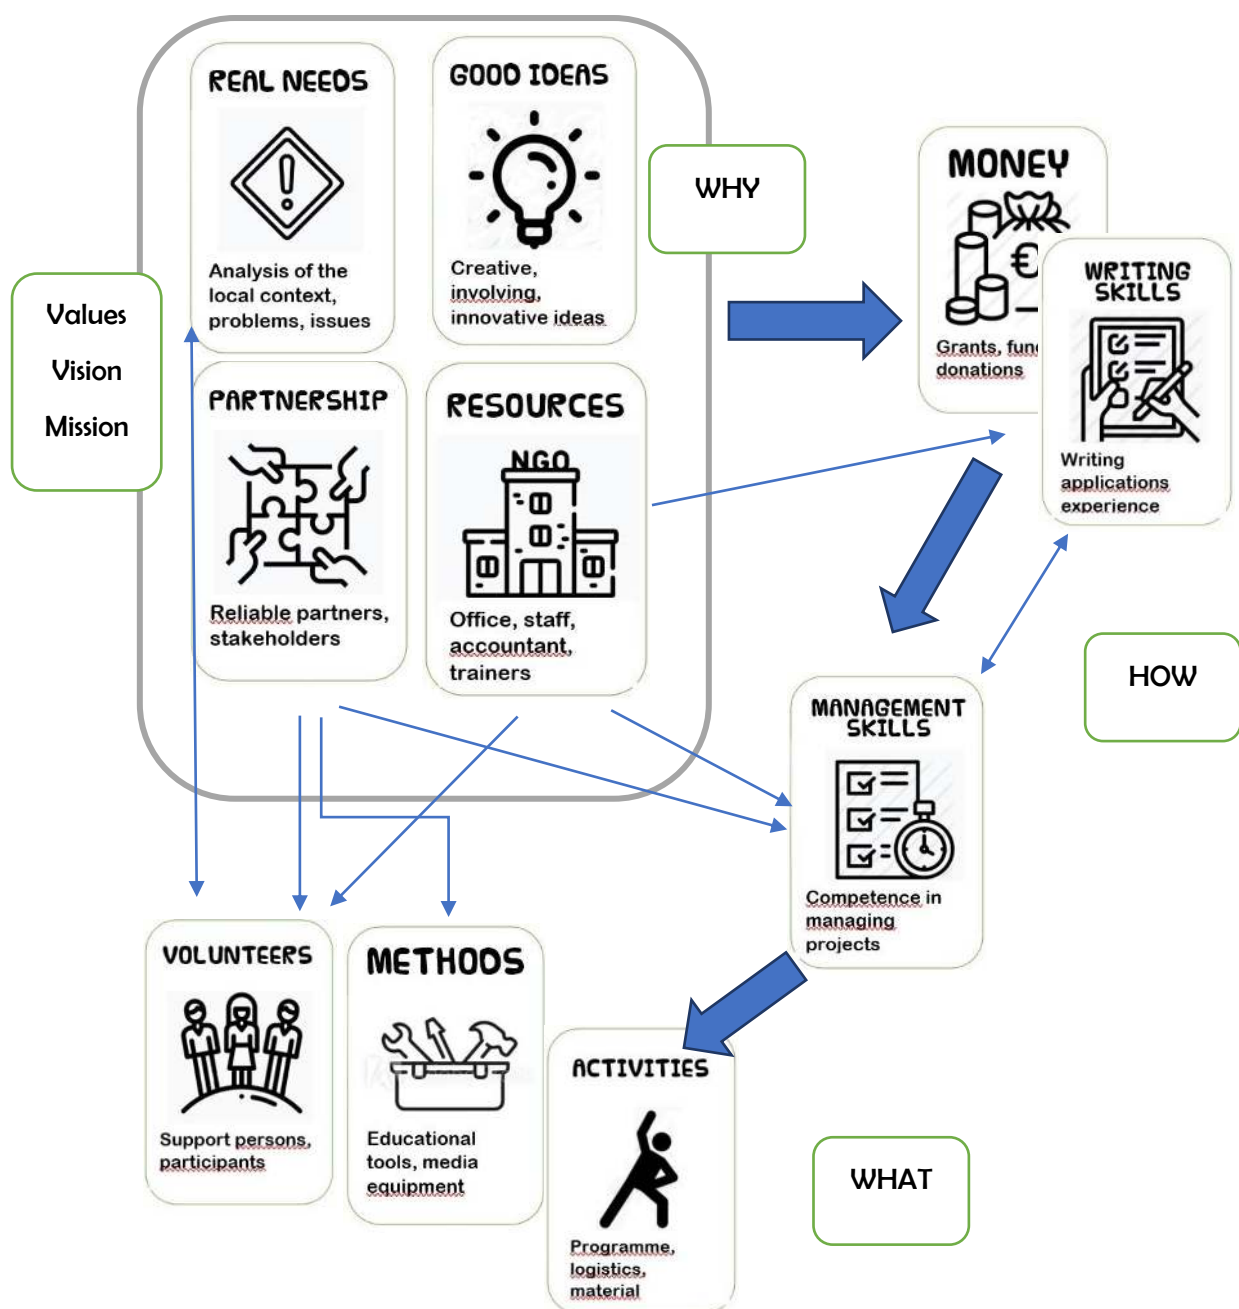 REAL NEEDS
Analysis of the
local context,
problems, issues
GOOD IDEAS
Creative,
involving,
innovative ideas
WHY
Values
Vision
Mission
PARTNERSHIP
Reliable partners,
stakeholders
RESOURCES
NGO
Office, staff,
accountant,
trainers
MONEY
€
Grants,
donations
WRITING
SKILLS
Writing
applications
experience
HOW
MANAGEMENT
SKILLS
Competence in
managing
projects
VOLUNTEERS
Support persons,
participants
METHODS
Educational
tools, media
equipment
ACTIVITIES
Programme,
logistics,
material
WHAT